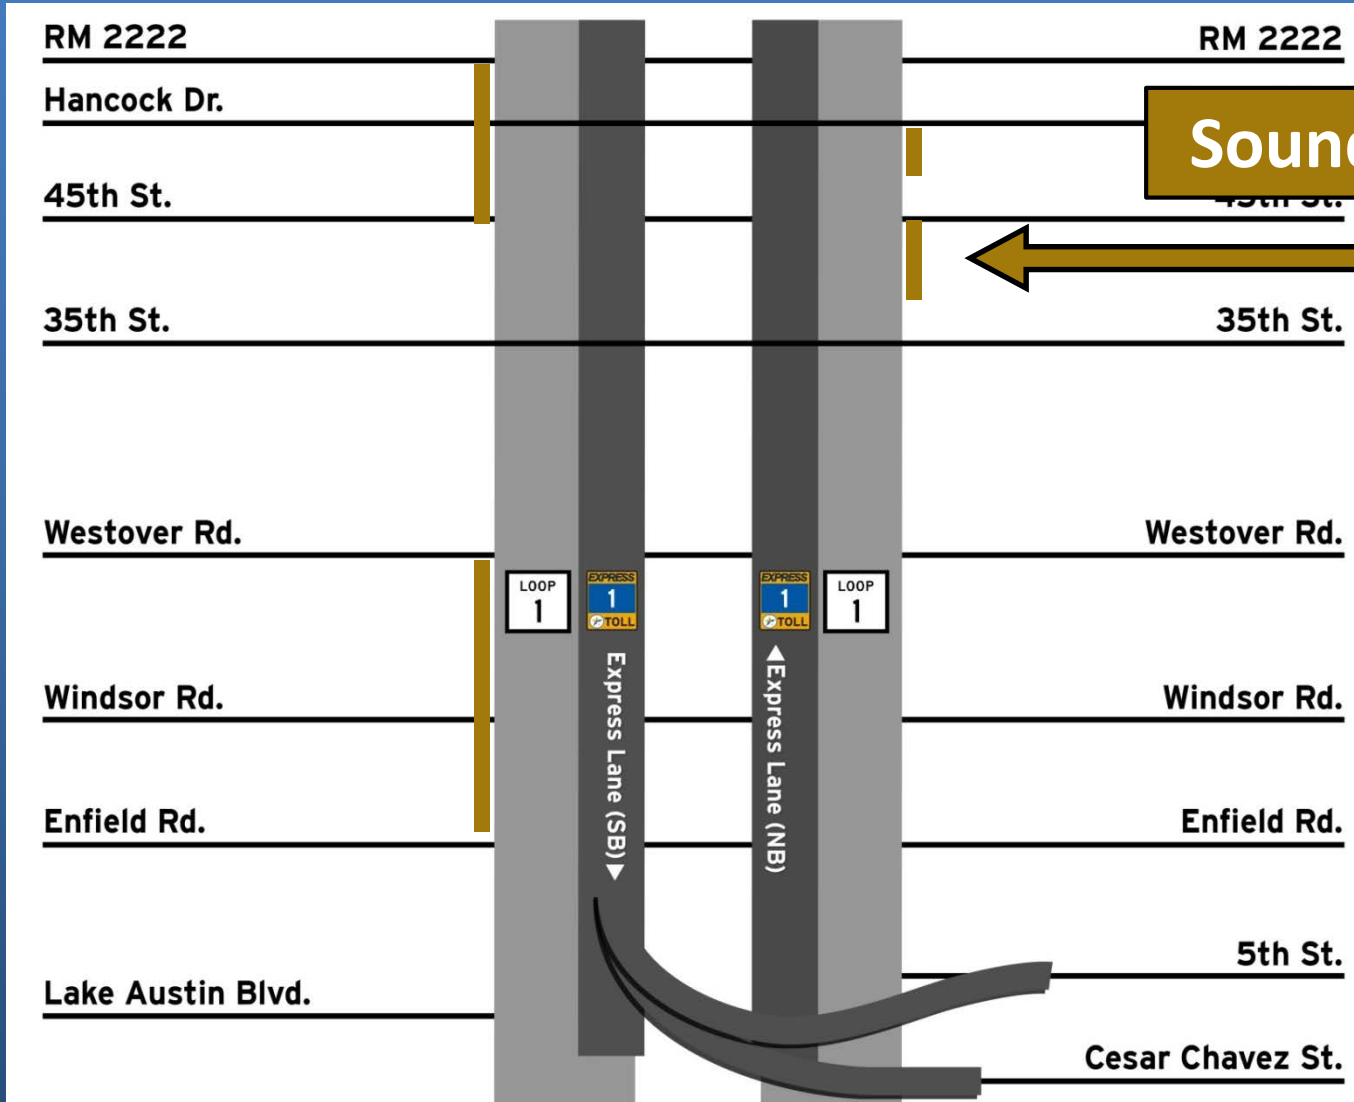 RM 2222
RM 2222
Hancock Dr.
45th St.
35th St.
35th St.
Westover Rd.
Westover Rd.
LOOP
1
EXPRESS
1
TOLL
EXPRESS
1
TOLL
LOOP
1
Express Lane (SB)
Express Lane (NB)
Windsor Rd.
Windsor Rd.
Enfield Rd.
Enfield Rd.
5th St.
Lake Austin Blvd.
Cesar Chavez St.